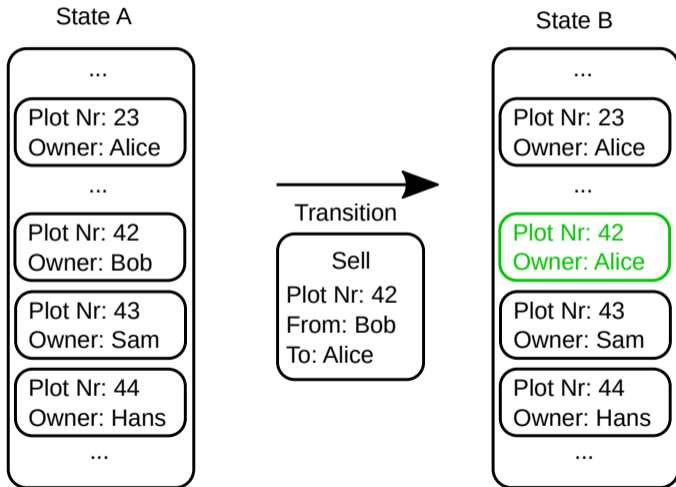 State A
...
Plot Nr: 23
Owner: Alice
...
Plot Nr: 42
Owner: Bob
Plot Nr: 43
Owner: Sam
Plot Nr: 44
Owner: Hans
...
Transition
Sell
Plot Nr: 42
From: Bob
To: Alice
State B
...
Plot Nr: 23
Owner: Alice
...
Plot Nr: 42
Owner: Alice
Plot Nr: 43
Owner: Sam
Plot Nr: 44
Owner: Hans
...